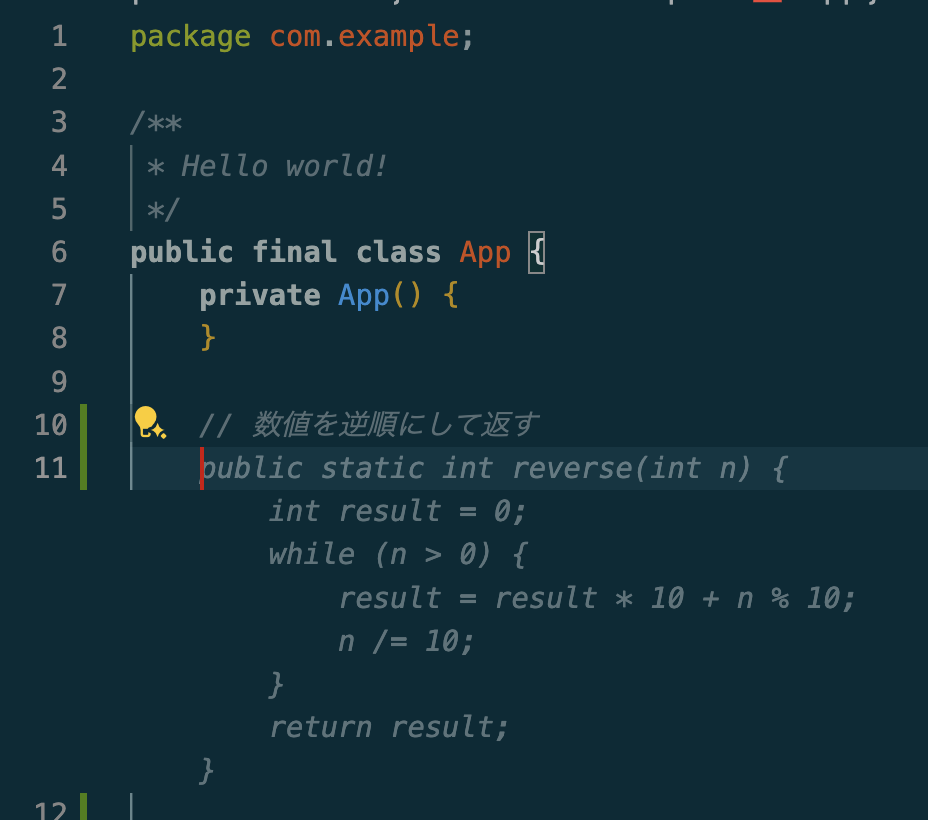 1 package com.example;
2
3 /**
4 * Hello world!
5 */
6 public final class App {
7 private App() {
8 }
9
10 // 数値を逆順にして返す
11 public static int reverse(int n) {
int result = 0;
while (n > 0) {
result = result * 10 + n % 10;
n /= 10;
}
return result;
}
12